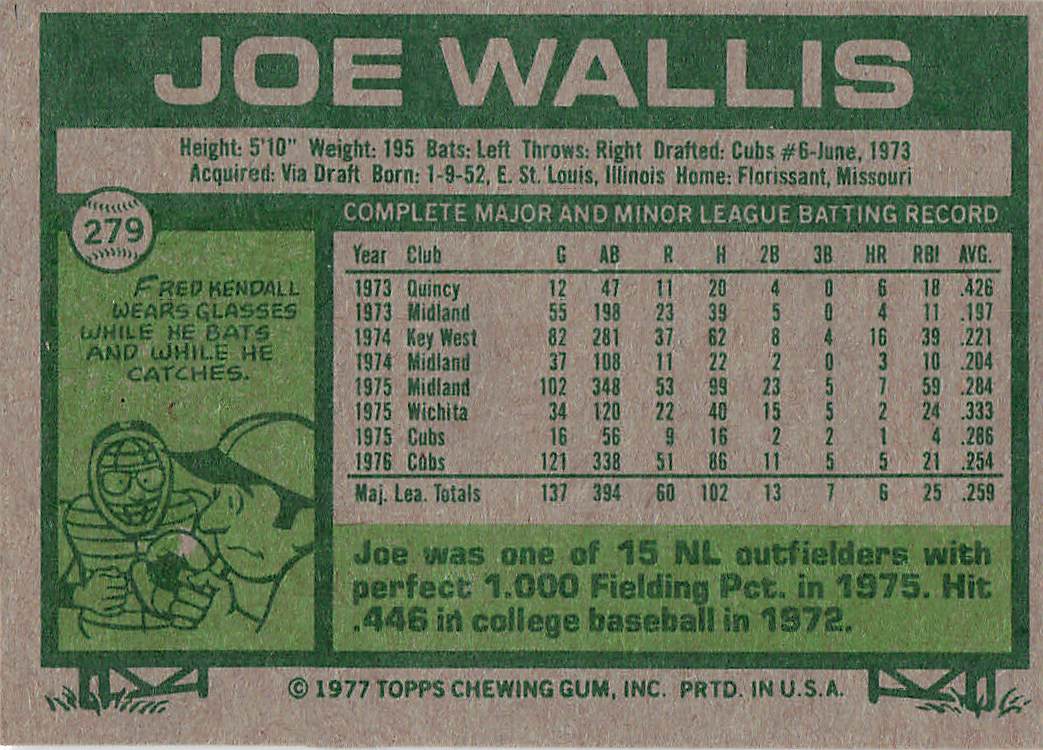 JOE WALLIS
Height: 5'10" Weight: 195 Bats: Left Throws: Right Drafted: Cubs #6-June, 1973
Acquired: Via Draft Born: 1-9-52, E. St. Louis, Illinois Home: Florissant, Missouri
279
COMPLETE MAJOR AND MINOR LEAGUE BATTING RECORD
FRED KENDALL
WEARS GLASSES
WHILE HE BATS
AND WHILE HE
CATCHES.
Year Club G AB R H 2B 3B HR RBI AVG.
1973 Quincy 12 47 11 20 4 0 6 18 .426
1973 Midland 55 198 23 39 5 0 4 11 .197
1974 Key West 82 281 37 62 8 4 16 39 .221
1974 Midland 37 108 11 22 2 0 3 10 .204
1975 Midland 102 348 53 99 23 5 7 59 .284
1975 Wichita 34 120 22 40 15 5 2 24 .333
1975 Cubs 16 56 9 16 2 2 1 4 .286
1976 Cubs 121 338 51 86 11 5 5 21 .254
Maj. Lea. Totals 137 394 60 102 13 7 6 25 .259
Joe was one of 15 NL outfielders with
perfect 1.000 Fielding Pct. in 1975. Hit
.446 in college baseball in 1972.
© 1977 TOPPS CHEWING GUM, INC. PRTD. IN U.S.A.